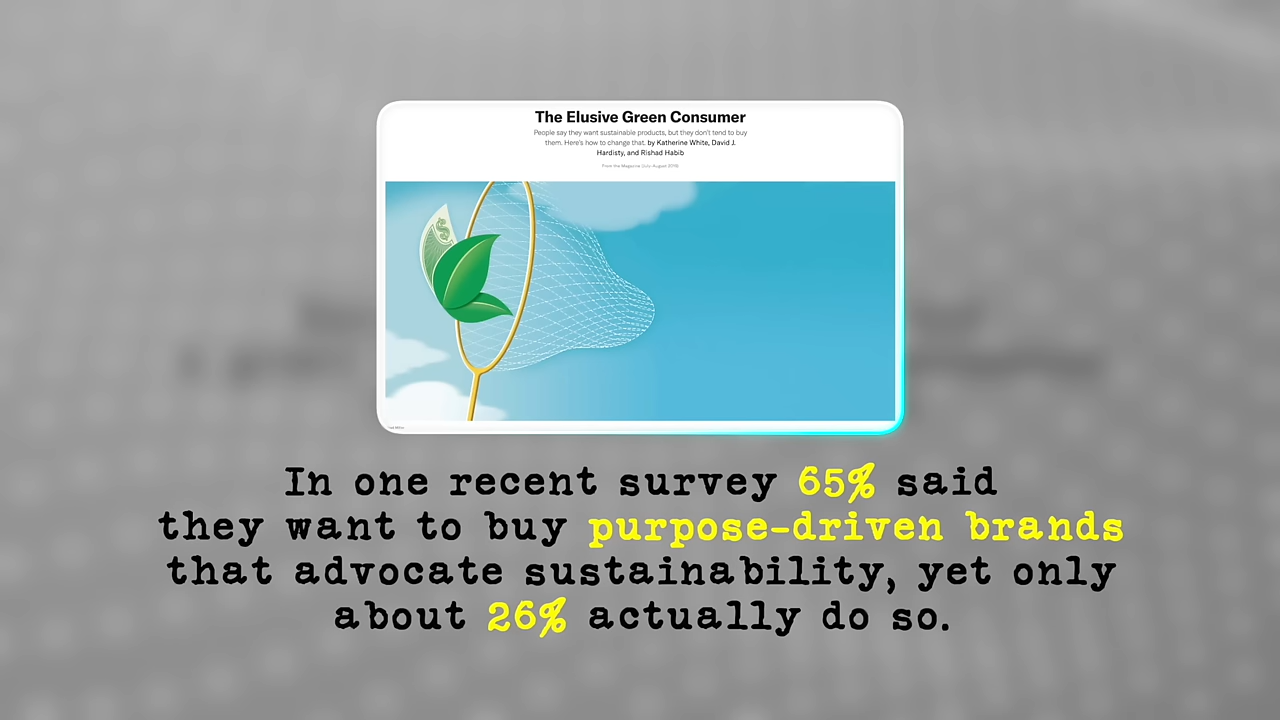 The Elusive Green Consumer
People say they want sustainable products, but they don't tend to buy
them. Here's how to change that. by Katherine White, David J.
Hardisty, and Rishad Habib
From the Magazine (July–August 2019)
In one recent survey 65% said
they want to buy purpose-driven brands
that advocate sustainability, yet only
about 26% actually do so.